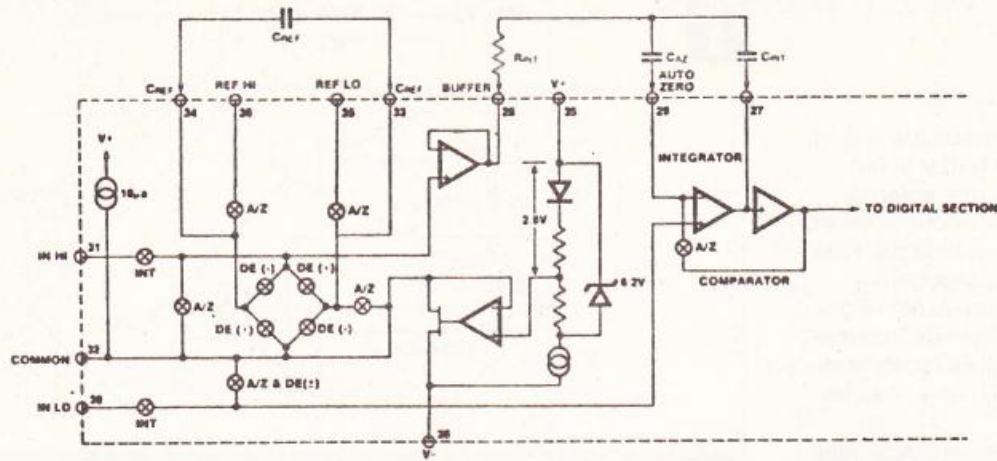 CREF
RINT
CAZ
CINT
CREF
REF HI
REF LO
CREF
BUFFER
V+
AUTO
ZERO
34
36
35
33
28
35
29
27
V+
10µa
INTEGRATOR
A/Z
A/Z
2.8V
TO DIGITAL SECTION
IN HI
31
INT
DE (-)
DE (+)
A/Z
A/Z
A/Z
6.2V
COMPARATOR
DE (+)
DE (-)
COMMON
32
A/Z & DE(±)
IN LO
30
INT
V-